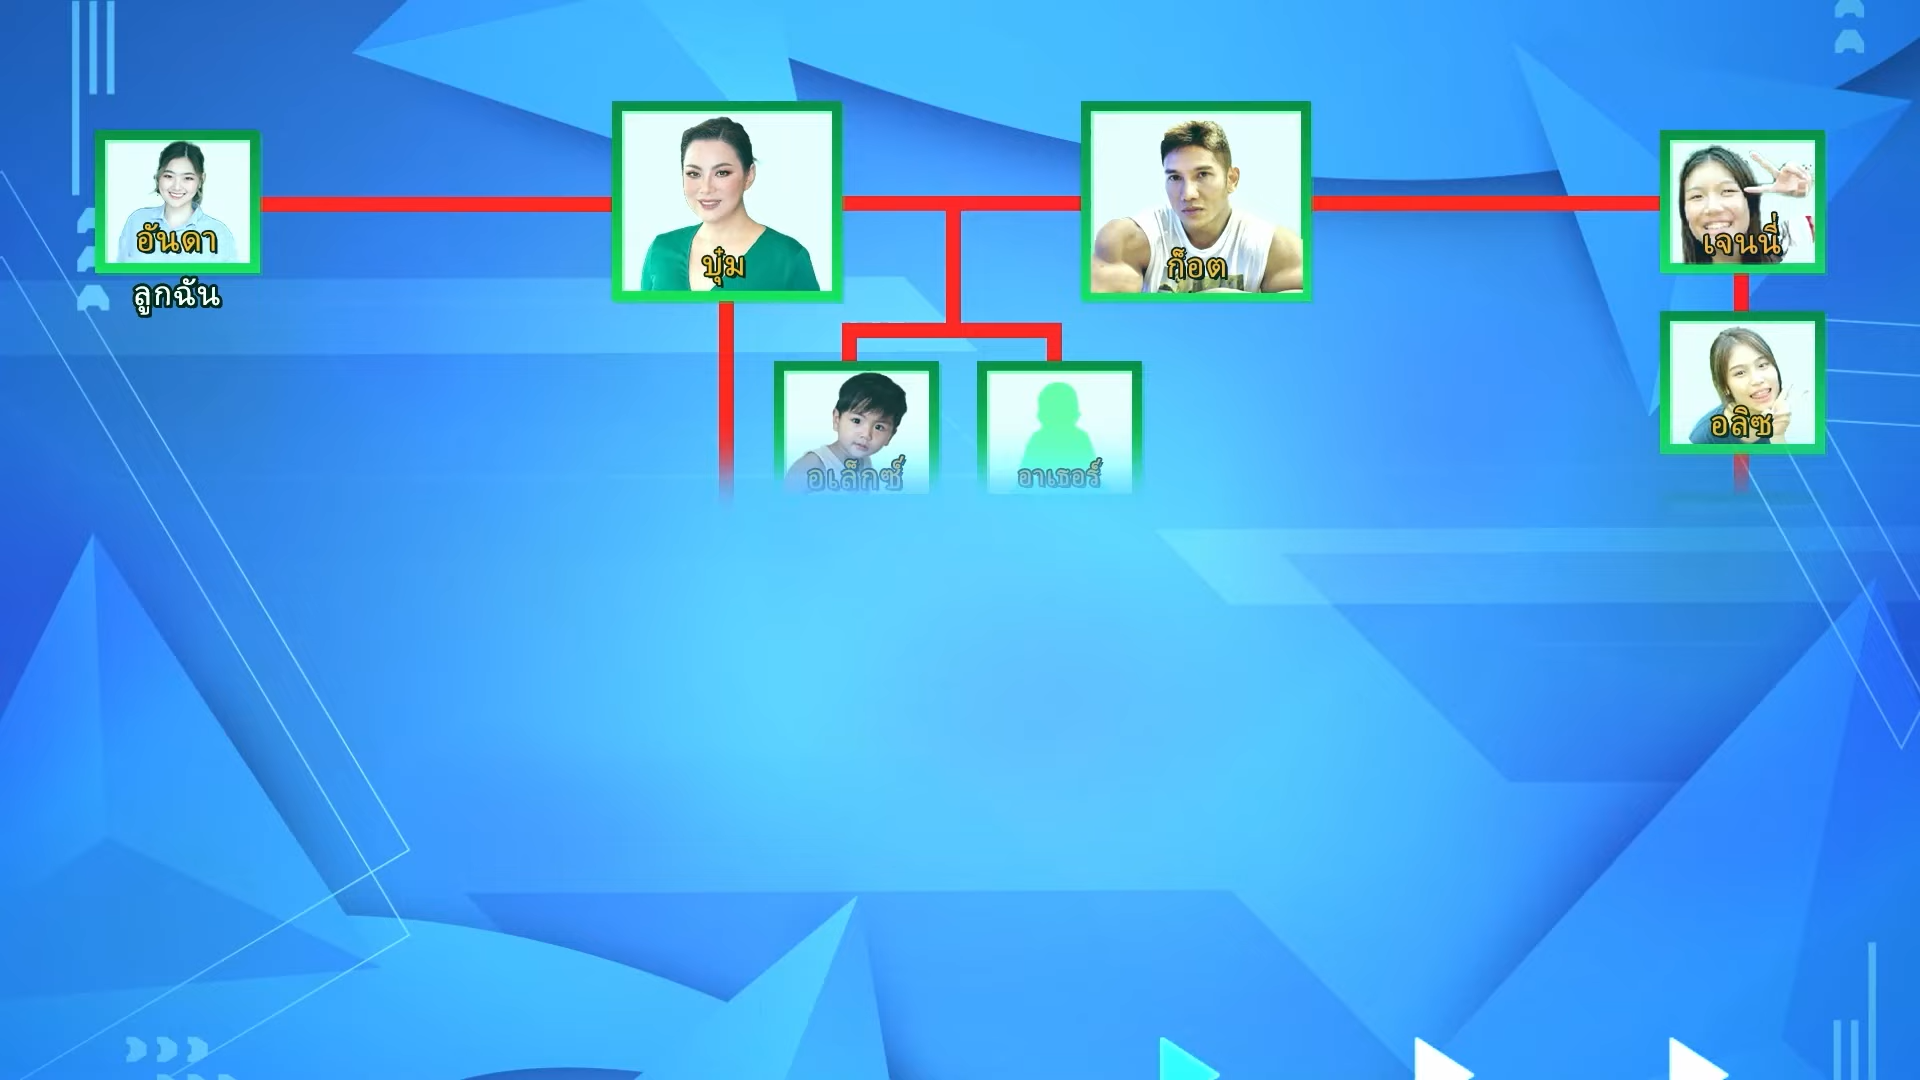 อันดา
ลูกฉัน
ปุ๋ม
ก็อต
เจนนี่
อเล็กซ์
อาเธอร์
อลิซ